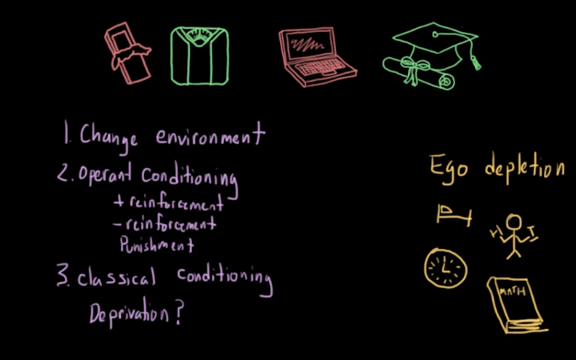 1. Change environment
2. Operant Conditioning
+ reinforcement
- reinforcement
Punishment
3. Classical Conditioning
Deprivation?
Ego depletion
MATH